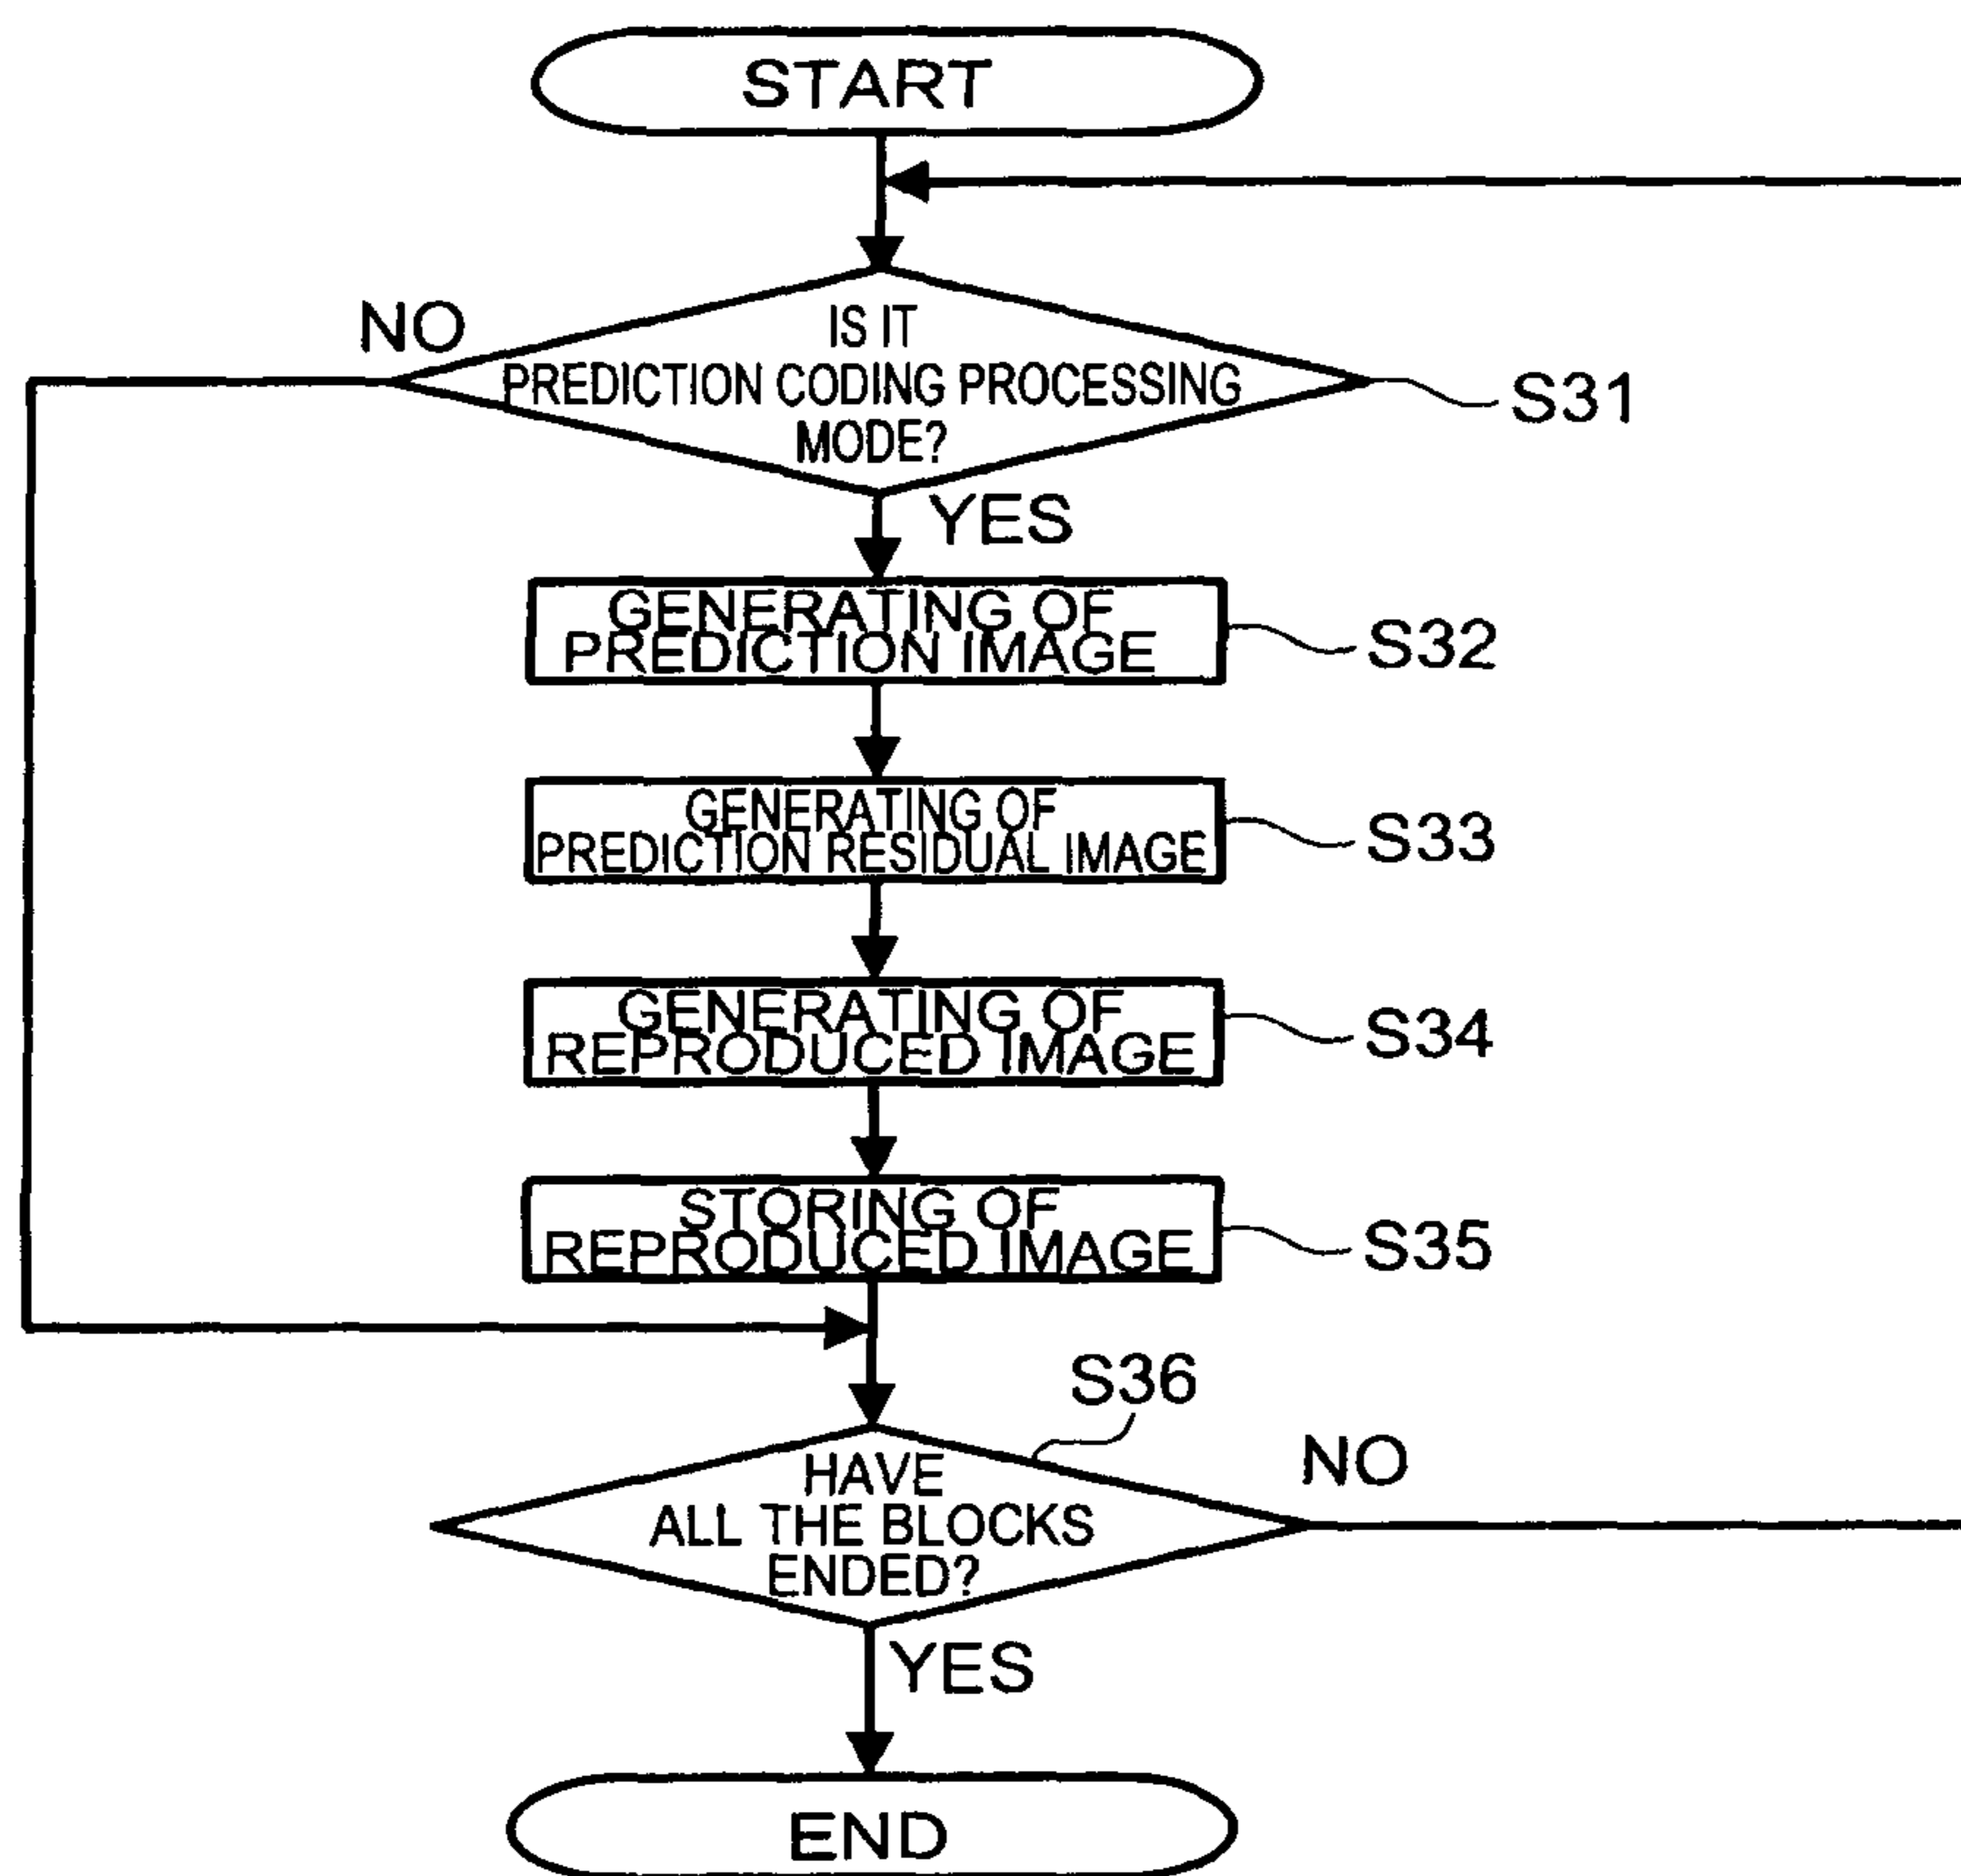 START
NO
IS IT
PREDICTION CODING PROCESSING
MODE?
S31
YES
GENERATING OF
PREDICTION IMAGE
S32
GENERATING OF
PREDICTION RESIDUAL IMAGE
S33
GENERATING OF
REPRODUCED IMAGE
S34
STORING OF
REPRODUCED IMAGE
S35
S36
HAVE
ALL THE BLOCKS
ENDED?
NO
YES
END